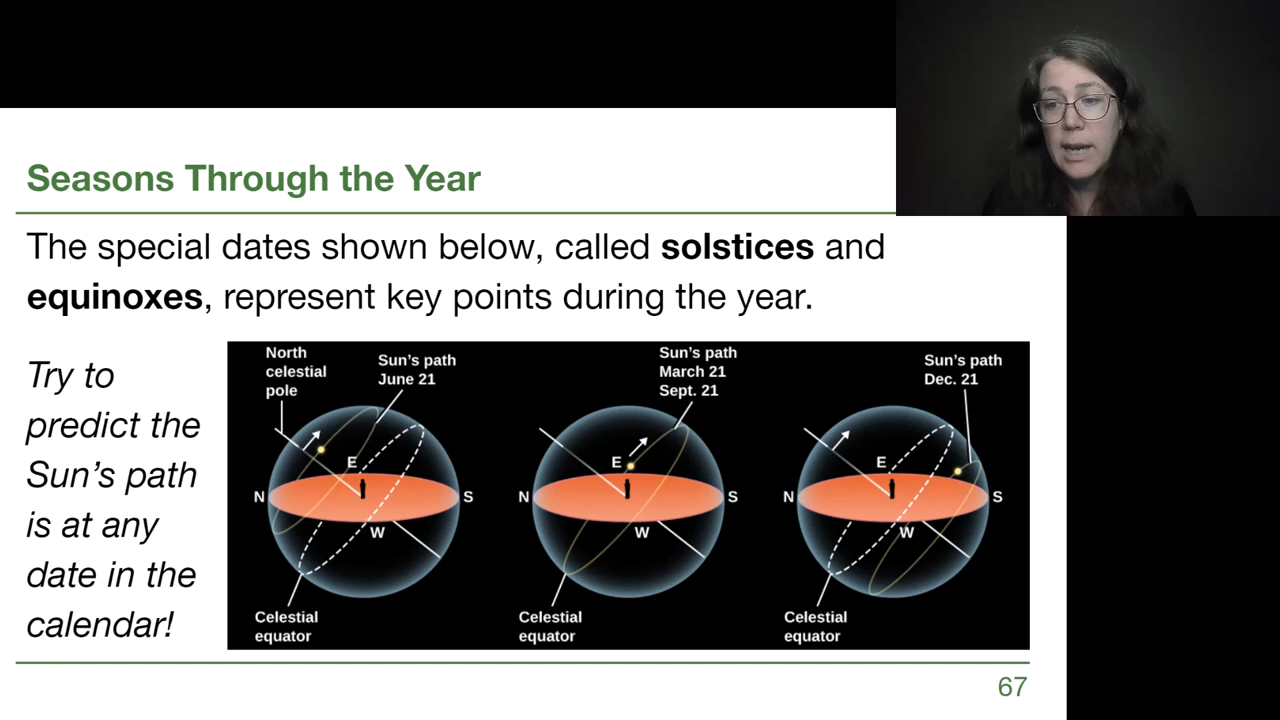 Seasons Through the Year
The special dates shown below, called solstices and
equinoxes, represent key points during the year.
Try to
predict the
Sun’s path
is at any
date in the
calendar!
North
celestial
pole
Sun’s path
June 21
E
N
S
W
Celestial
equator
Sun’s path
March 21
Sept. 21
E
N
S
W
Celestial
equator
Sun’s path
Dec. 21
E
N
S
W
Celestial
equator
67